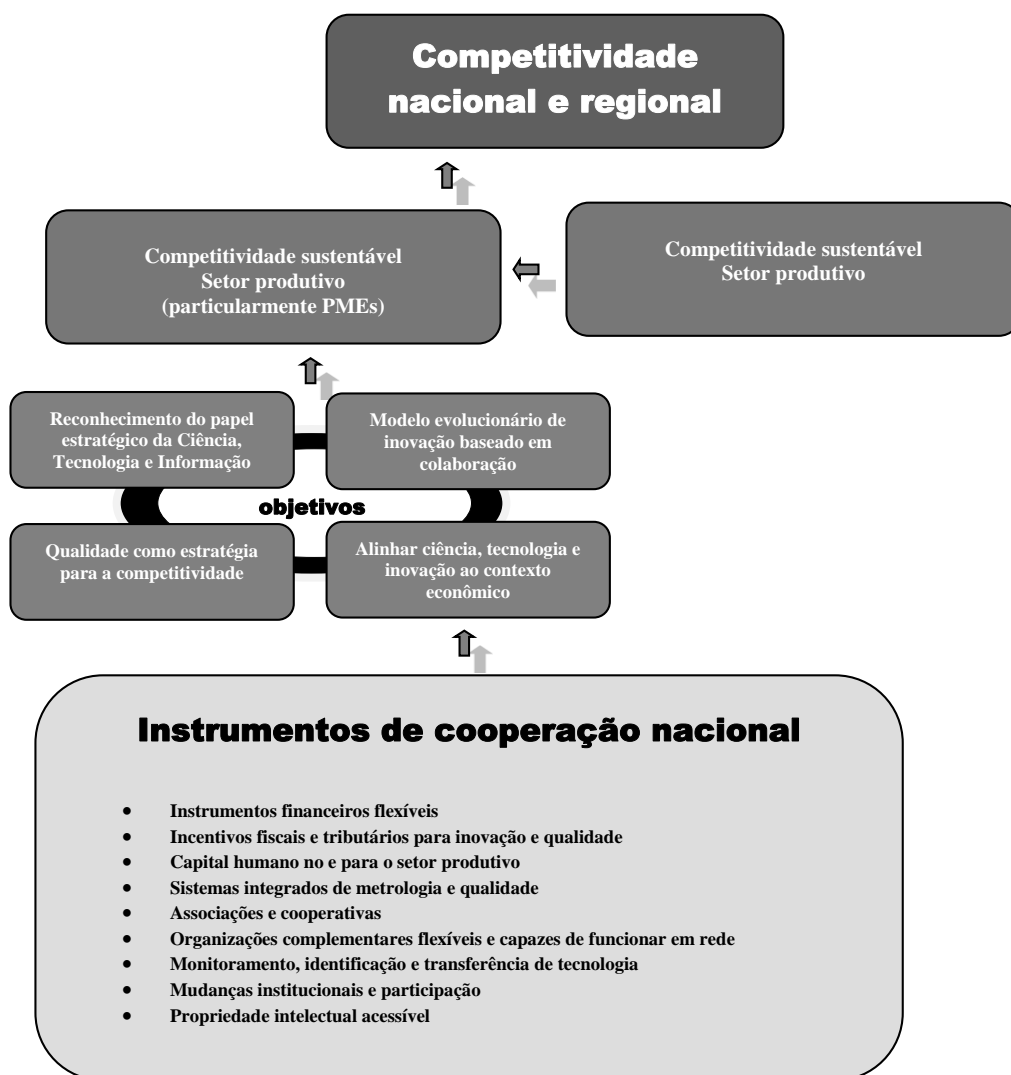 Competitividade
nacional e regional
Competitividade sustentável
Setor produtivo
(particularmente PMEs)
Competitividade sustentável
Setor produtivo
Reconhecimento do papel
estratégico da Ciência,
Tecnologia e Informação
Modelo evolucionário de
inovação baseado em
colaboração
objetivos
Qualidade como estratégia
para a competitividade
Alinhar ciência, tecnologia e
inovação ao contexto
econômico
Instrumentos de cooperação nacional
• Instrumentos financeiros flexíveis
• Incentivos fiscais e tributários para inovação e qualidade
• Capital humano no e para o setor produtivo
• Sistemas integrados de metrologia e qualidade
• Associações e cooperativas
• Organizações complementares flexíveis e capazes de funcionar em rede
• Monitoramento, identificação e transferência de tecnologia
• Mudanças institucionais e participação
• Propriedade intelectual acessível